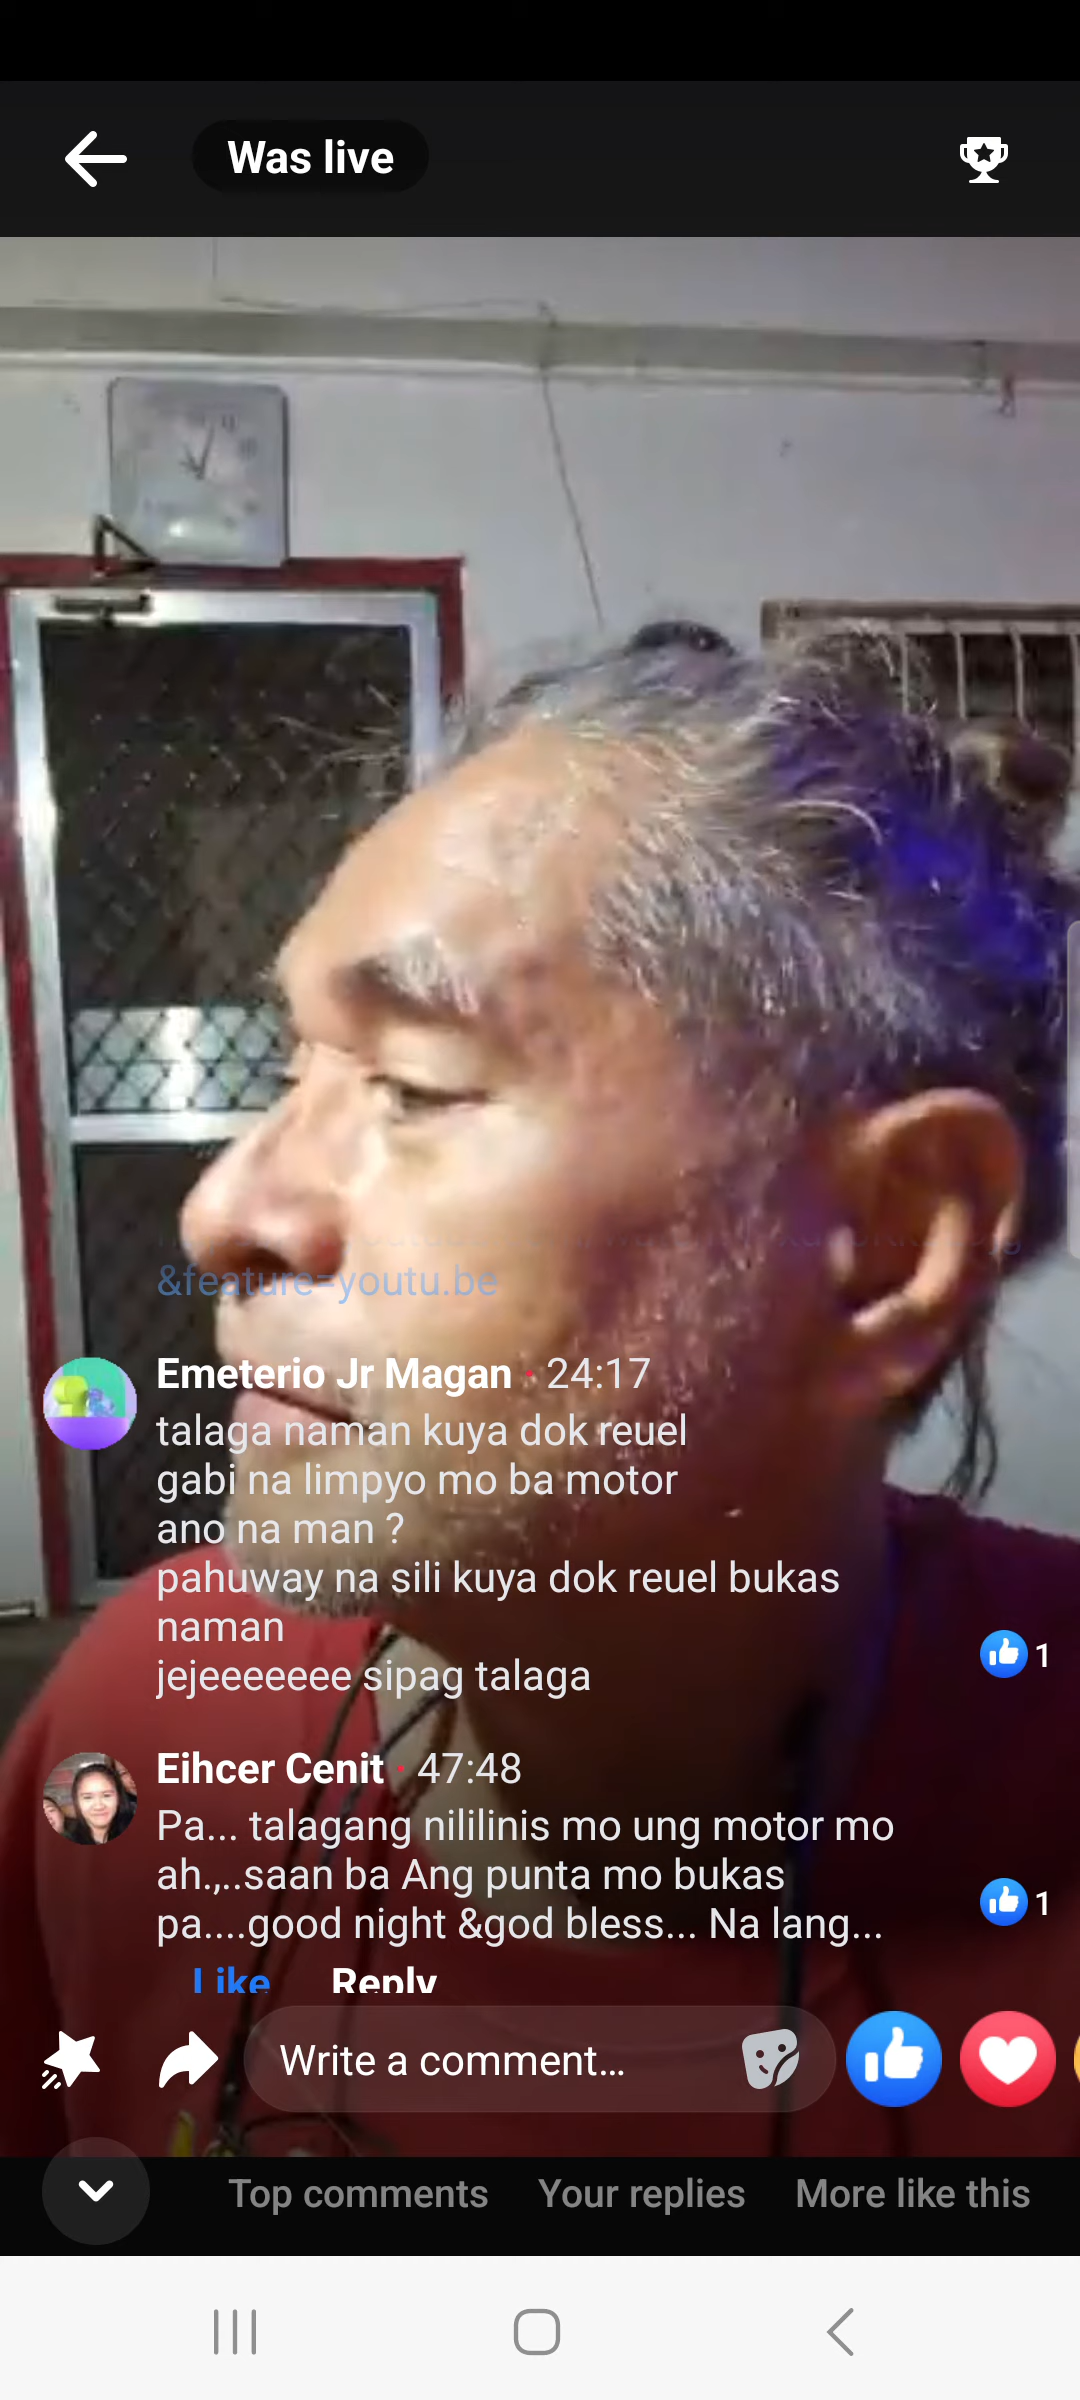 Was live
&feature=youtu.be
Emeterio Jr Magan · 24:17
talaga naman kuya dok reuel
gabi na limpyo mo ba motor
ano na man ?
pahuway na sili kuya dok reuel bukas
naman
jejeeeeeee sipag talaga
1
Eihcer Cenit · 47:48
Pa... talagang nililinis mo ung motor mo
ah.,..saan ba Ang punta mo bukas
pa....good night &god bless... Na lang...
1
Like Reply
Write a comment...
Top comments Your replies More like this